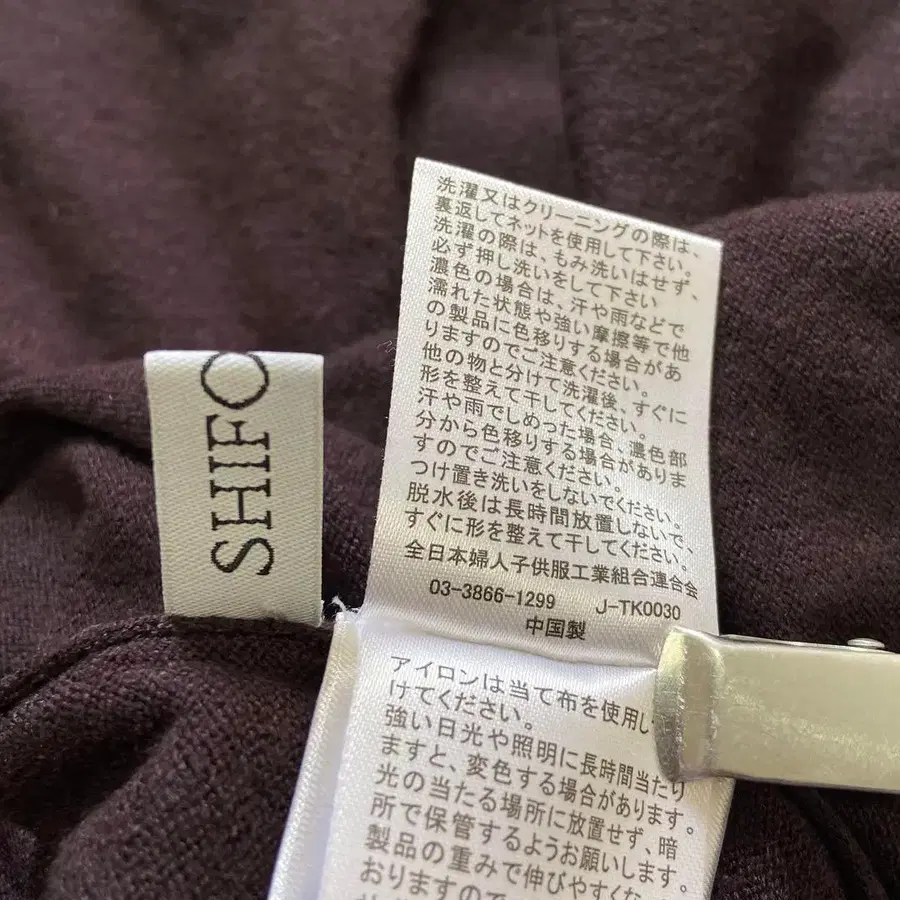 SHIFO
洗濯又はクリーニングの際は、
裏返してネットを使用して下さい。
洗濯の際は、もみ洗いはせず、
必ず押し洗いをして下さい
濃色の場合は、汗や雨などで
濡れた状態や強い摩擦等で他
の製品に色移りする場合があ
りますのでご注意ください。
他の物と分けて洗濯後、すぐに
形を整えて干してください。
汗や雨でしめった場合、濃色部
分から色移りする場合がありま
すのでご注意ください。
つけ置き洗いをしないでください。
脱水後は長時間放置しないで、
すぐに形を整えて干してください。
全日本婦人子供服工業組合連合会
03-3866-1299 J-TK0030
中国製
アイロンは当て布を使用し
けてください。
強い日光や照明に長時間当たり
ますと、変色する場合があります。
光の当たる場所に放置せず、暗
所で保管するようお願いします。
製品の重みで伸びやすくな
おりますので